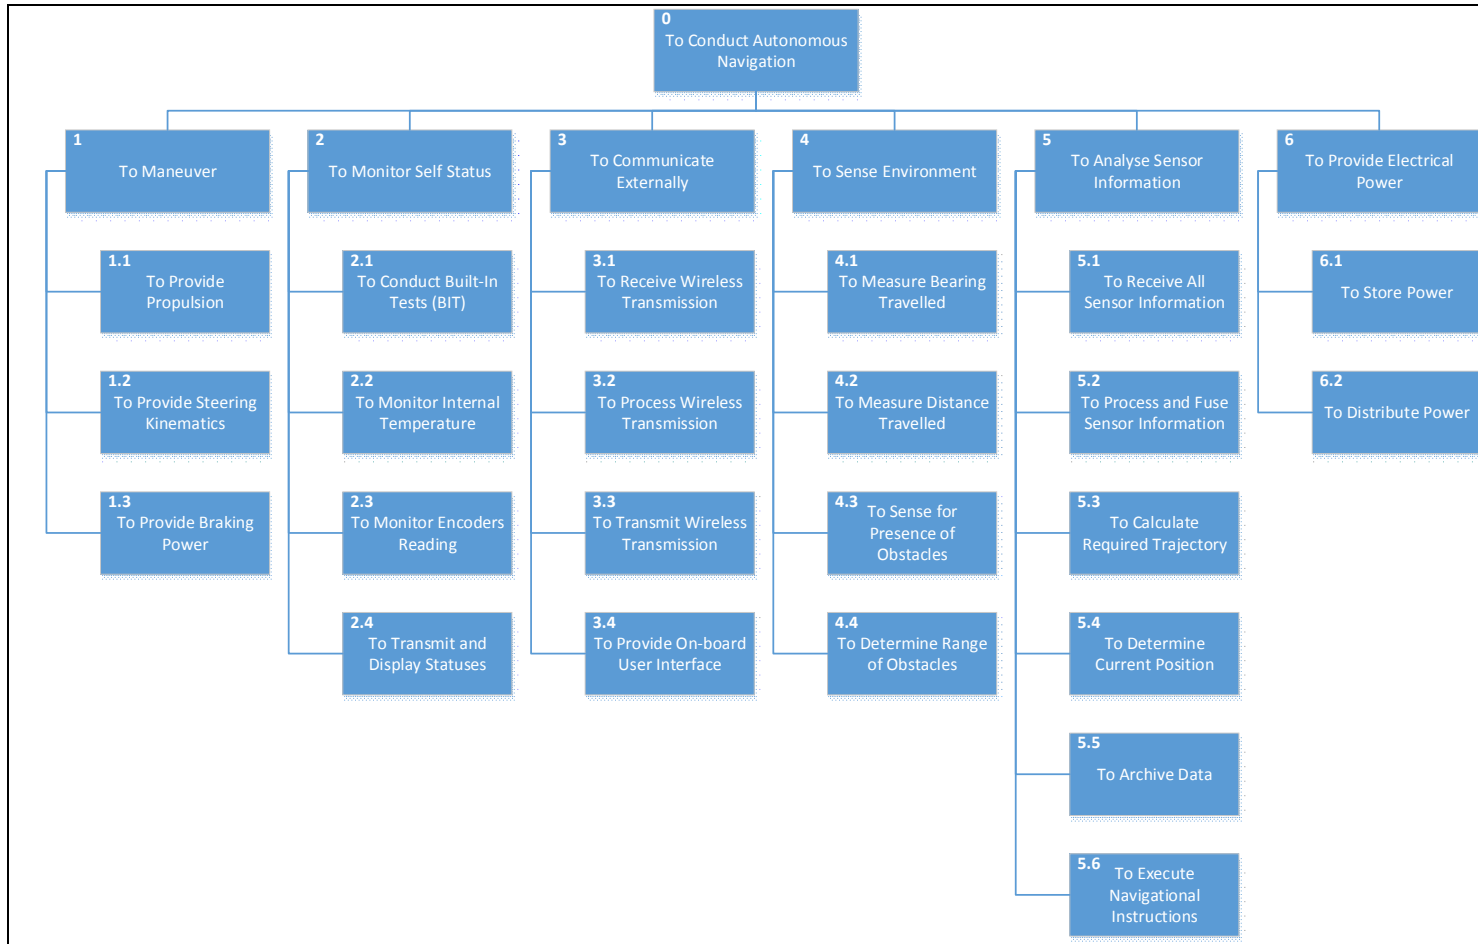 0
To Conduct Autonomous
Navigation
1
To Maneuver
2
To Monitor Self Status
3
To Communicate
Externally
4
To Sense Environment
5
To Analyse Sensor
Information
6
To Provide Electrical
Power
1.1
To Provide
Propulsion
2.1
To Conduct Built-In
Tests (BIT)
3.1
To Receive Wireless
Transmission
4.1
To Measure Bearing
Travelled
5.1
To Receive All
Sensor Information
6.1
To Store Power
1.2
To Provide Steering
Kinematics
2.2
To Monitor Internal
Temperature
3.2
To Process Wireless
Transmission
4.2
To Measure Distance
Travelled
5.2
To Process and Fuse
Sensor Information
6.2
To Distribute Power
1.3
To Provide Braking
Power
2.3
To Monitor Encoders
Reading
3.3
To Transmit Wireless
Transmission
4.3
To Sense for
Presence of
Obstacles
5.3
To Calculate
Required Trajectory
2.4
To Transmit and
Display Statuses
3.4
To Provide On-board
User Interface
4.4
To Determine Range
of Obstacles
5.4
To Determine
Current Position
5.5
To Archive Data
5.6
To Execute
Navigational
Instructions